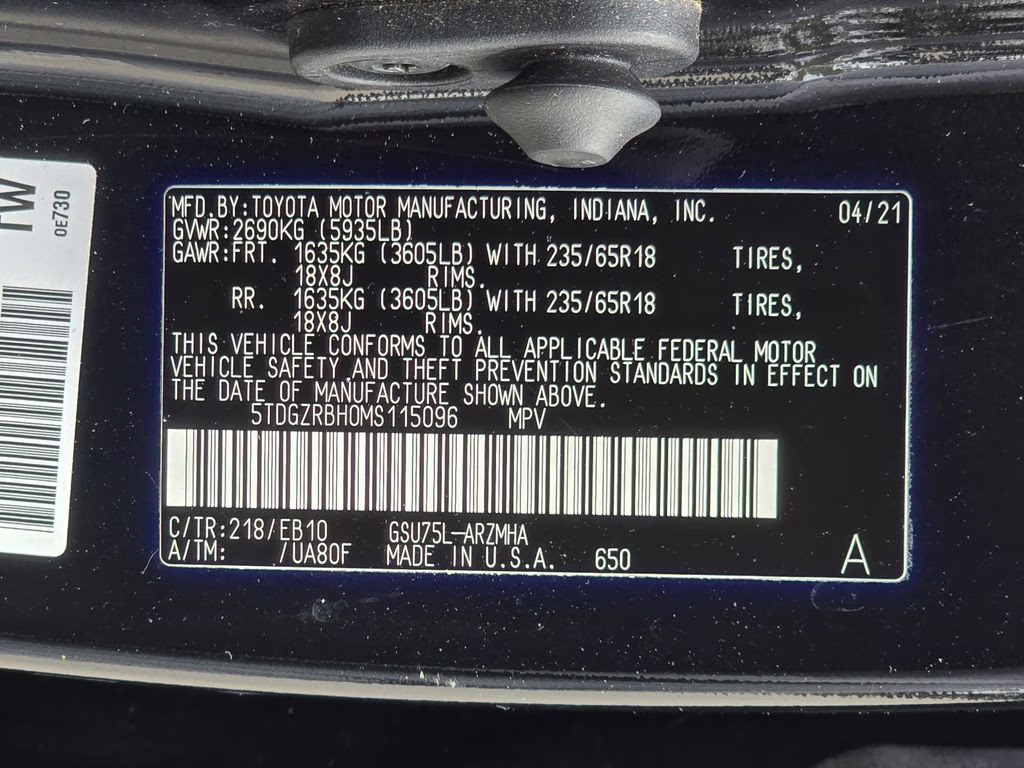 MFD.BY:TOYOTA MOTOR MANUFACTURING, INDIANA, INC. 04/21
GVWR:2690KG (5935LB)
GAWR:FRT. 1635KG (3605LB) WITH 235/65R18 TIRES,
18X8J RIMS.
RR. 1635KG (3605LB) WITH 235/65R18 TIRES,
18X8J RIMS.
THIS VEHICLE CONFORMS TO ALL APPLICABLE FEDERAL MOTOR
VEHICLE SAFETY AND THEFT PREVENTION STANDARDS IN EFFECT ON
THE DATE OF MANUFACTURE SHOWN ABOVE.
5TDGZRBH0MS115096 MPV
C/TR:218/EB10 GSU75L-ARZMHA
A/TM: /UA80F MADE IN U.S.A. 650 A
0E730